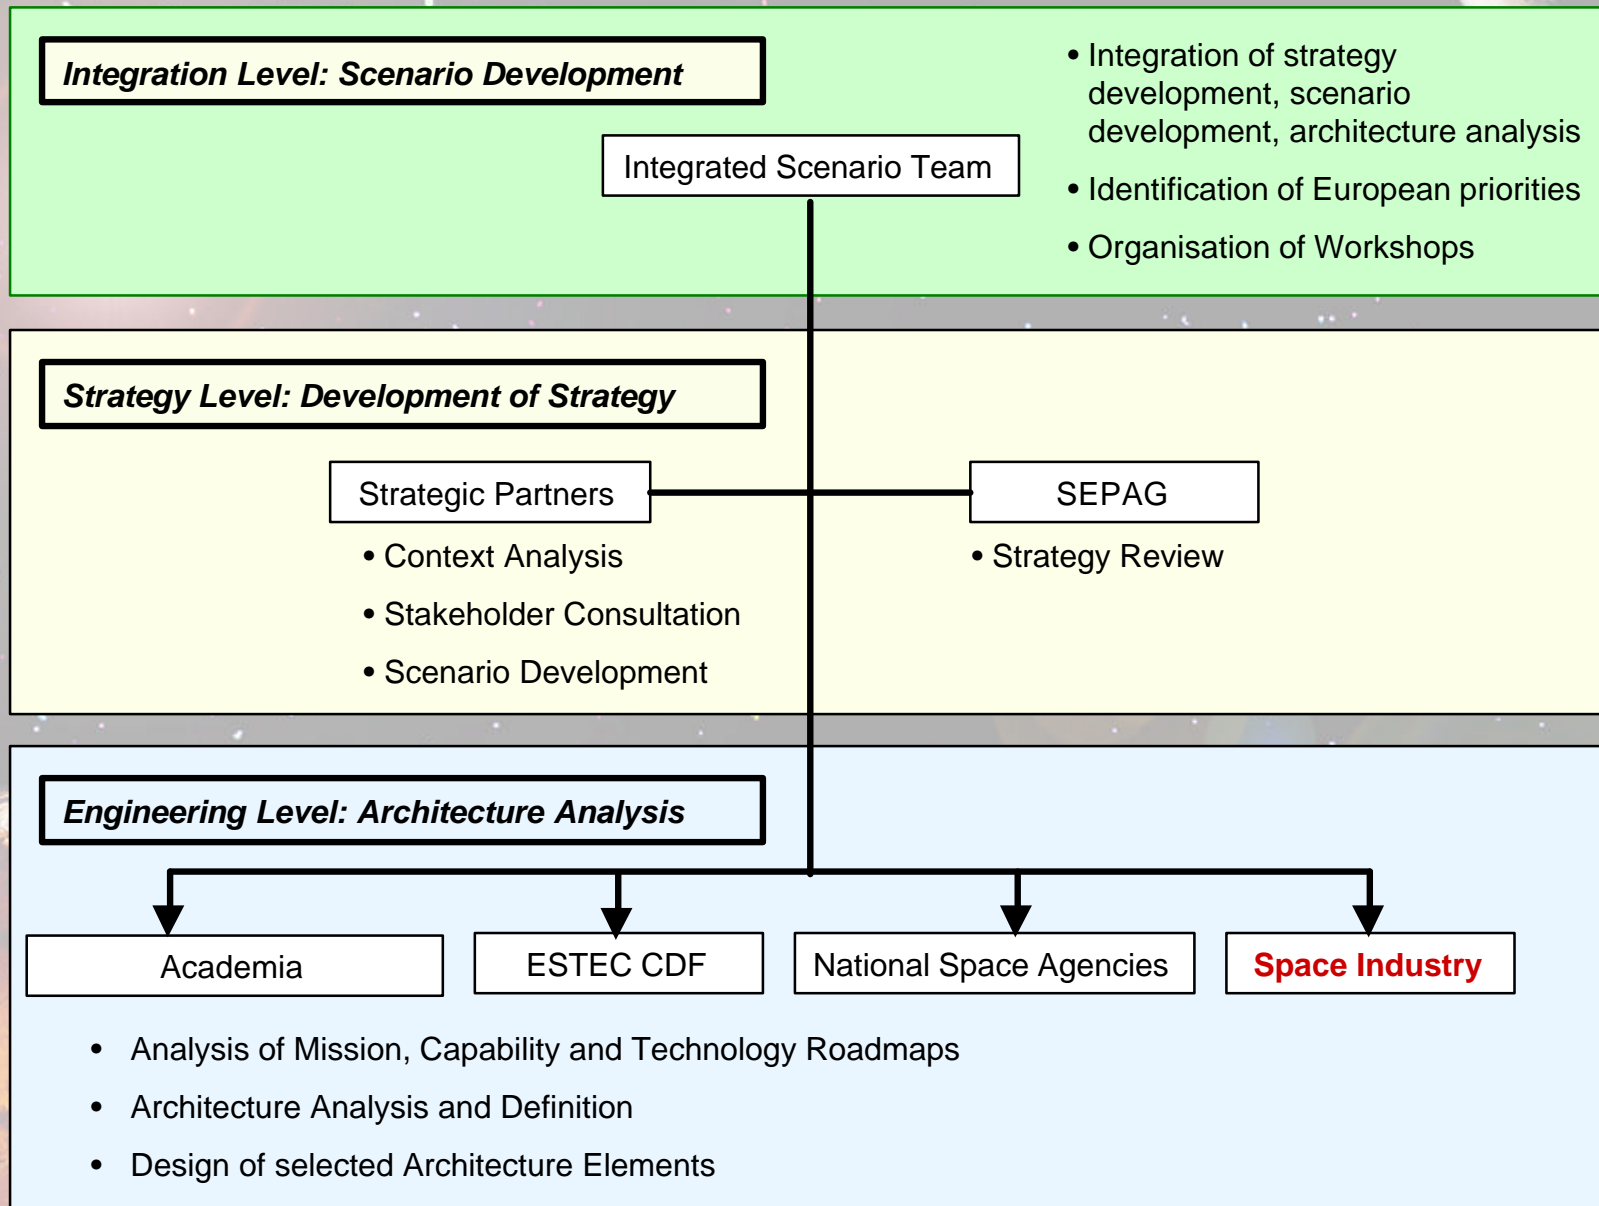 Integration Level: Scenario Development
Integrated Scenario Team
• Integration of strategy
development, scenario
development, architecture analysis
• Identification of European priorities
• Organisation of Workshops
Strategy Level: Development of Strategy
Strategic Partners
• Context Analysis
• Stakeholder Consultation
• Scenario Development
SEPAG
• Strategy Review
Engineering Level: Architecture Analysis
Academia
ESTEC CDF
National Space Agencies
Space Industry
• Analysis of Mission, Capability and Technology Roadmaps
• Architecture Analysis and Definition
• Design of selected Architecture Elements